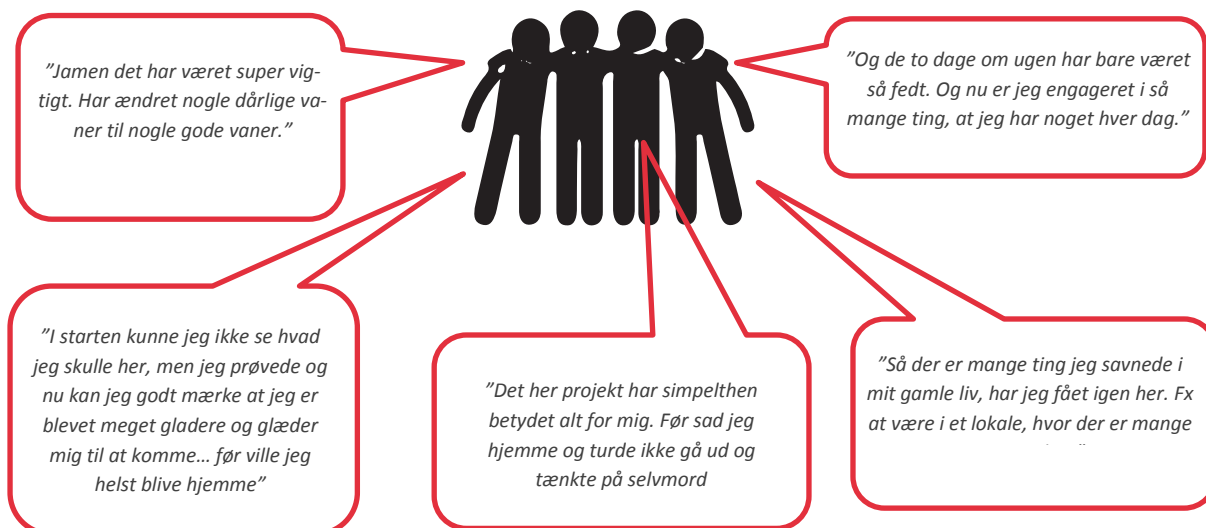 ”Jamen det har været super vig-
tigt. Har ændret nogle dårlige va-
ner til nogle gode vaner.”
”Og de to dage om ugen har bare været
så fedt. Og nu er jeg engageret i så
mange ting, at jeg har noget hver dag.”
”I starten kunne jeg ikke se hvad
jeg skulle her, men jeg prøvede og
nu kan jeg godt mærke at jeg er
blevet meget gladere og glæder
mig til at komme… før ville jeg
helst blive hjemme”
”Det her projekt har simpelthen
betydet alt for mig. Før sad jeg
hjemme og turde ikke gå ud og
tænkte på selvmord
”Så der er mange ting jeg savnede i
mit gamle liv, har jeg fået igen her. Fx
at være i et lokale, hvor der er mange